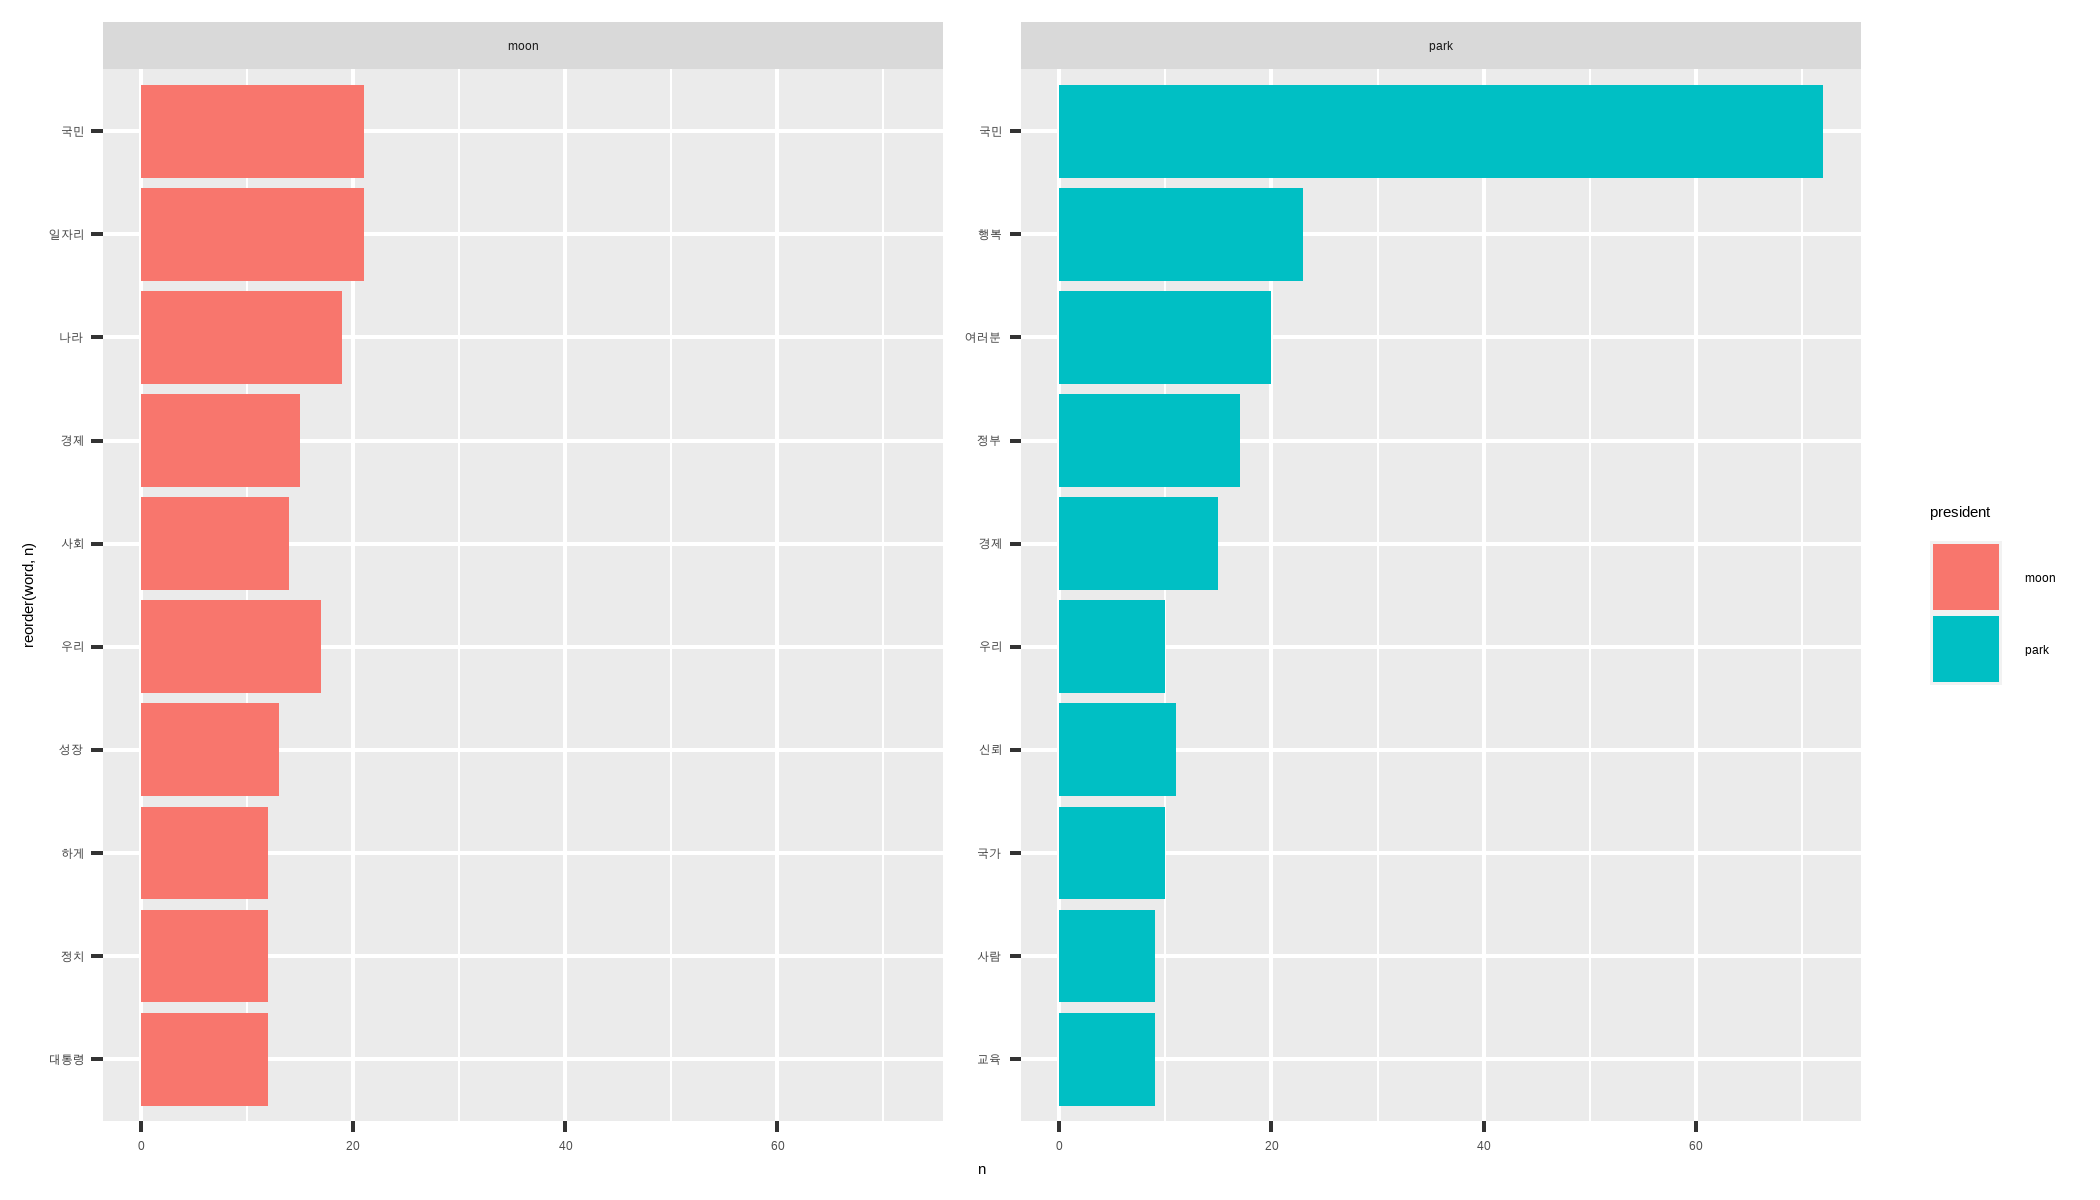 moon
park
국민
일자리
나라
경제
사회
우리
성장
하게
정치
대통령
국민
행복
여러분
정부
경제
우리
신뢰
국가
사람
교육
reorder(word, n)
0 20 40 60
0 20 40 60
n
president
moon
park